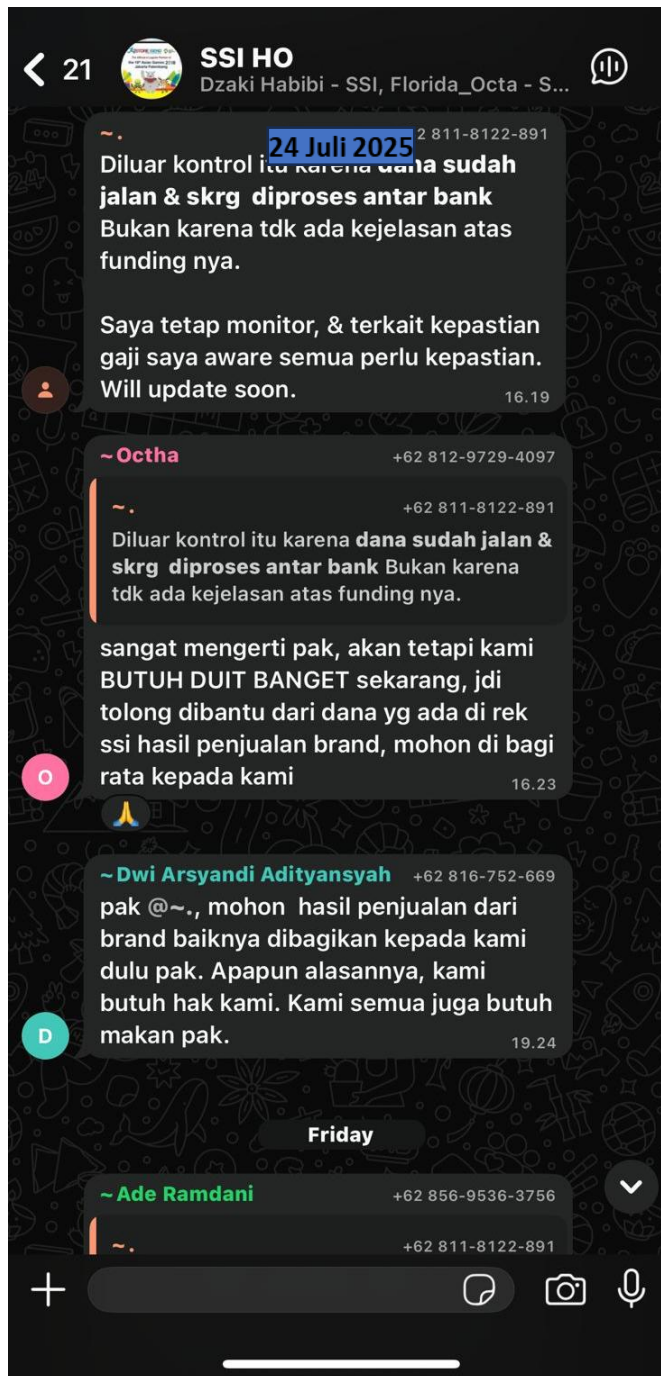 21
SSI HO
Dzaki Habibi - SSI, Florida_Octa - S...
~.
2 811-8122-891
24 Juli 2025
Diluar kontrol itu karena dana sudah
jalan & skrg diproses antar bank
Bukan karena tdk ada kejelasan atas
funding nya.
Saya tetap monitor, & terkait kepastian
gaji saya aware semua perlu kepastian.
Will update soon.
16.19
~Octha
+62 812-9729-4097
~.
+62 811-8122-891
Diluar kontrol itu karena dana sudah jalan &
skrg diproses antar bank Bukan karena
tdk ada kejelasan atas funding nya.
sangat mengerti pak, akan tetapi kami
BUTUH DUIT BANGET sekarang, jdi
tolong dibantu dari dana yg ada di rek
ssi hasil penjualan brand, mohon di bagi
rata kepada kami
16.23
O
~Dwi Arsyandi Adityansyah
+62 816-752-669
pak @~., mohon hasil penjualan dari
brand baiknya dibagikan kepada kami
dulu pak. Apapun alasannya, kami
butuh hak kami. Kami semua juga butuh
makan pak.
19.24
D
Friday
~Ade Ramdani
+62 856-9536-3756
~.
+62 811-8122-891